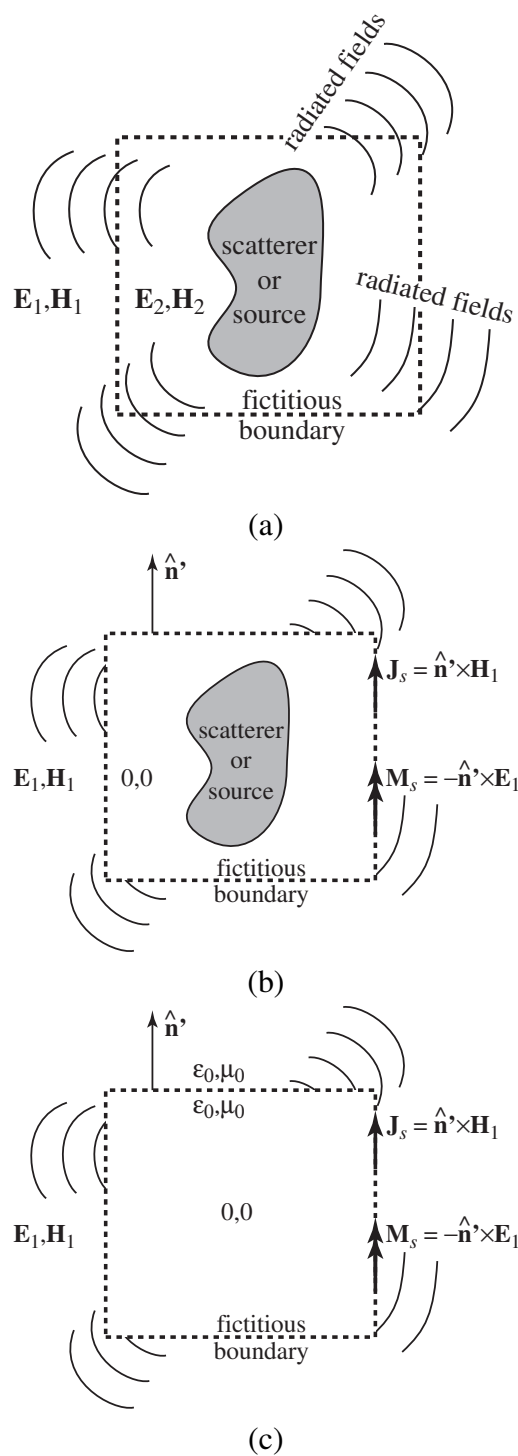 radiated fields
scatterer
or
source
E₁,H₁
E₂,H₂
radiated fields
fictitious
boundary
(a)
n̂'
Jₛ = n̂'×H₁
scatterer
or
source
E₁,H₁
0,0
Mₛ = −n̂'×E₁
fictitious
boundary
(b)
n̂'
ε₀,μ₀
ε₀,μ₀
Jₛ = n̂'×H₁
0,0
E₁,H₁
Mₛ = −n̂'×E₁
fictitious
boundary
(c)